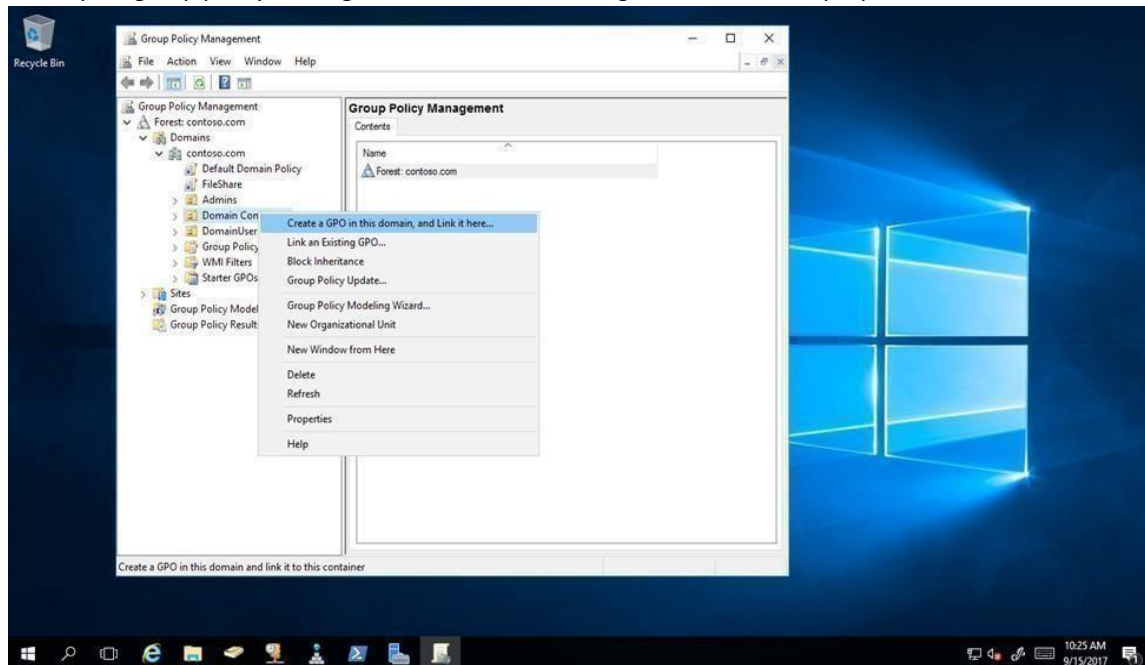 Recycle Bin
Group Policy Management
File Action View Window Help
Group Policy Management
Forest: contoso.com
Domains
contoso.com
Default Domain Policy
FileShare
Admins
Domain Con
DomainUser
Group Policy
WMI Filters
Starter GPOs
Sites
Group Policy Model
Group Policy Result
Group Policy Management
Contents
Name
Forest: contoso.com
Create a GPO in this domain, and Link it here...
Link an Existing GPO...
Block Inheritance
Group Policy Update...
Group Policy Modeling Wizard...
New Organizational Unit
New Window from Here
Delete
Refresh
Properties
Help
Create a GPO in this domain and link it to this container
10:25 AM
9/15/2017